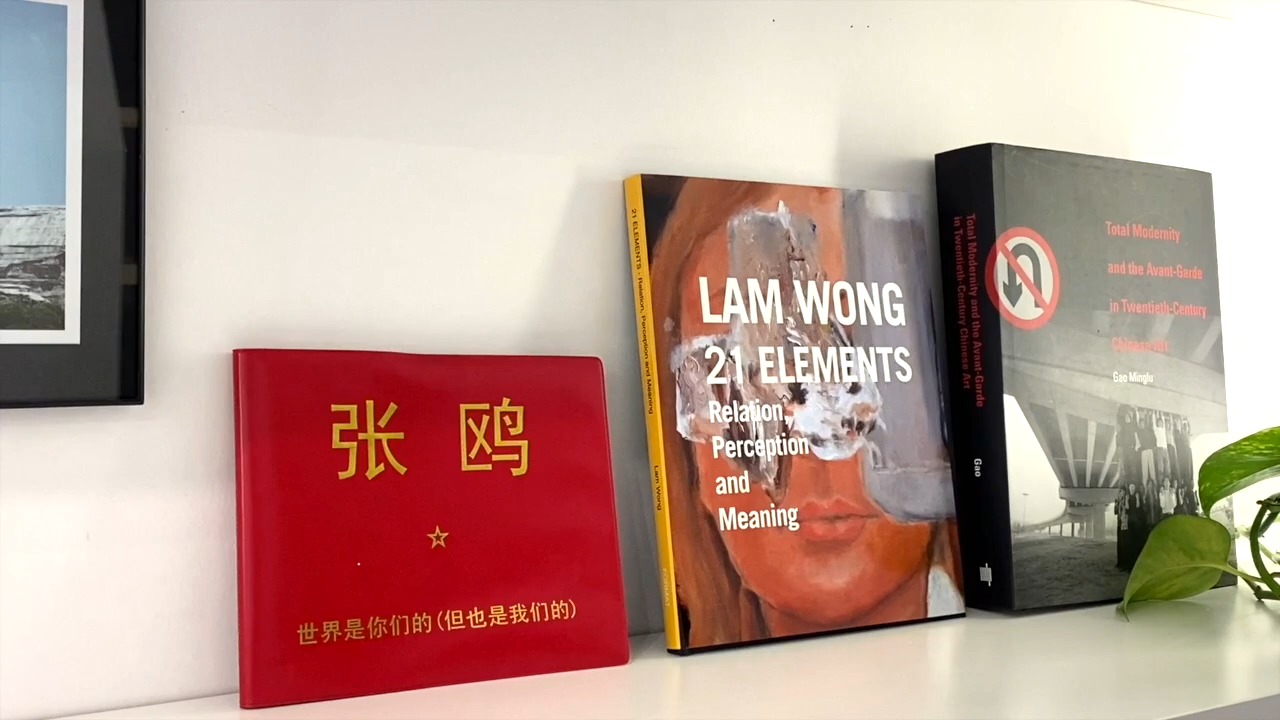 张 鸥
世界是你们的(但也是我们的)
21 ELEMENTS - Relation, Perception and Meaning
Lam Wong
LAM WONG
21 ELEMENTS
Relation,
Perception
and
Meaning
Total Modernity and the Avant-Garde
in Twentieth-Century Chinese Art
Gao
Total Modernity
and the Avant-Garde
in Twentieth-Century
Chinese Art
Gao Minglu